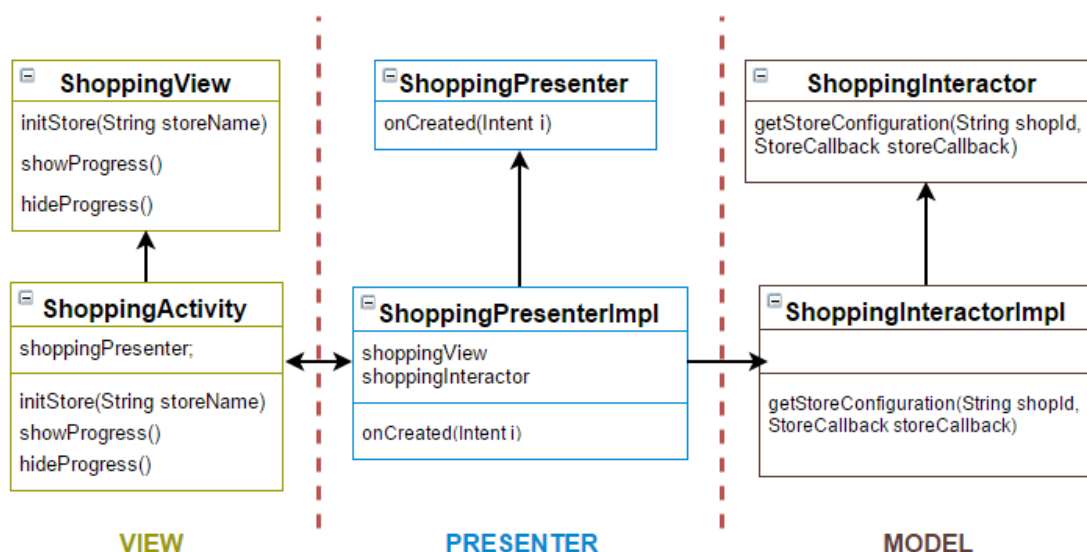 ShoppingView
initStore(String storeName)
showProgress()
hideProgress()
ShoppingActivity
shoppingPresenter;
initStore(String storeName)
showProgress()
hideProgress()
VIEW
ShoppingPresenter
onCreated(Intent i)
ShoppingPresenterImpl
shoppingView
shoppingInteractor
onCreated(Intent i)
PRESENTER
ShoppingInteractor
getStoreConfiguration(String shopId,
StoreCallback storeCallback)
ShoppingInteractorImpl
getStoreConfiguration(String shopId,
StoreCallback storeCallback)
MODEL